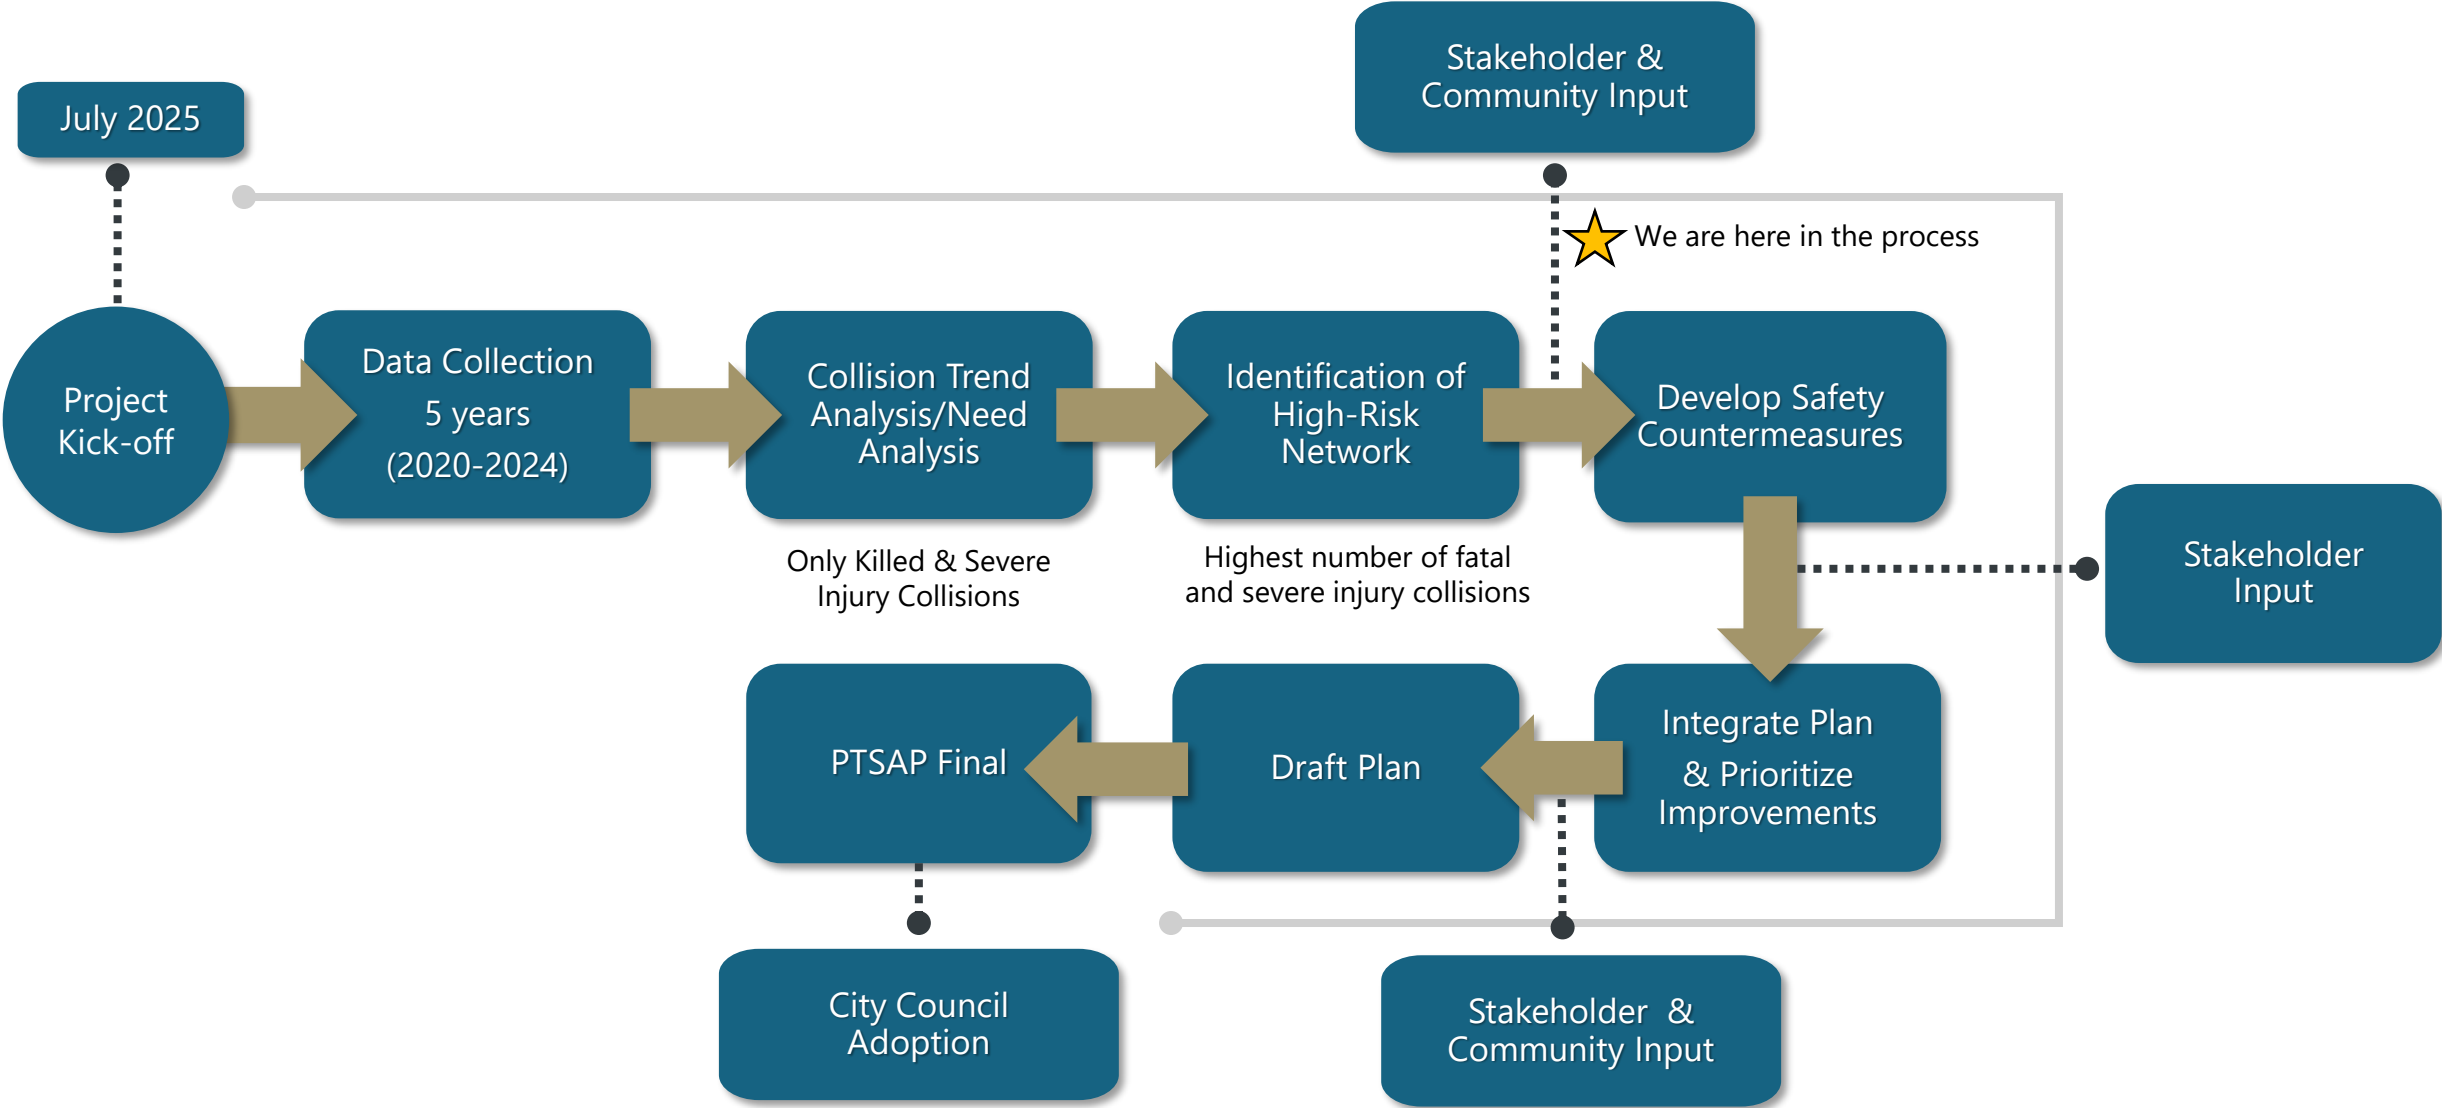 Stakeholder &
Community Input
July 2025
We are here in the process
Project
Kick-off
Data Collection
5 years
(2020-2024)
Collision Trend
Analysis/Need
Analysis
Identification of
High-Risk
Network
Develop Safety
Countermeasures
Only Killed & Severe
Injury Collisions
Highest number of fatal
and severe injury collisions
Stakeholder
Input
Integrate Plan
& Prioritize
Improvements
Draft Plan
PTSAP Final
City Council
Adoption
Stakeholder &
Community Input